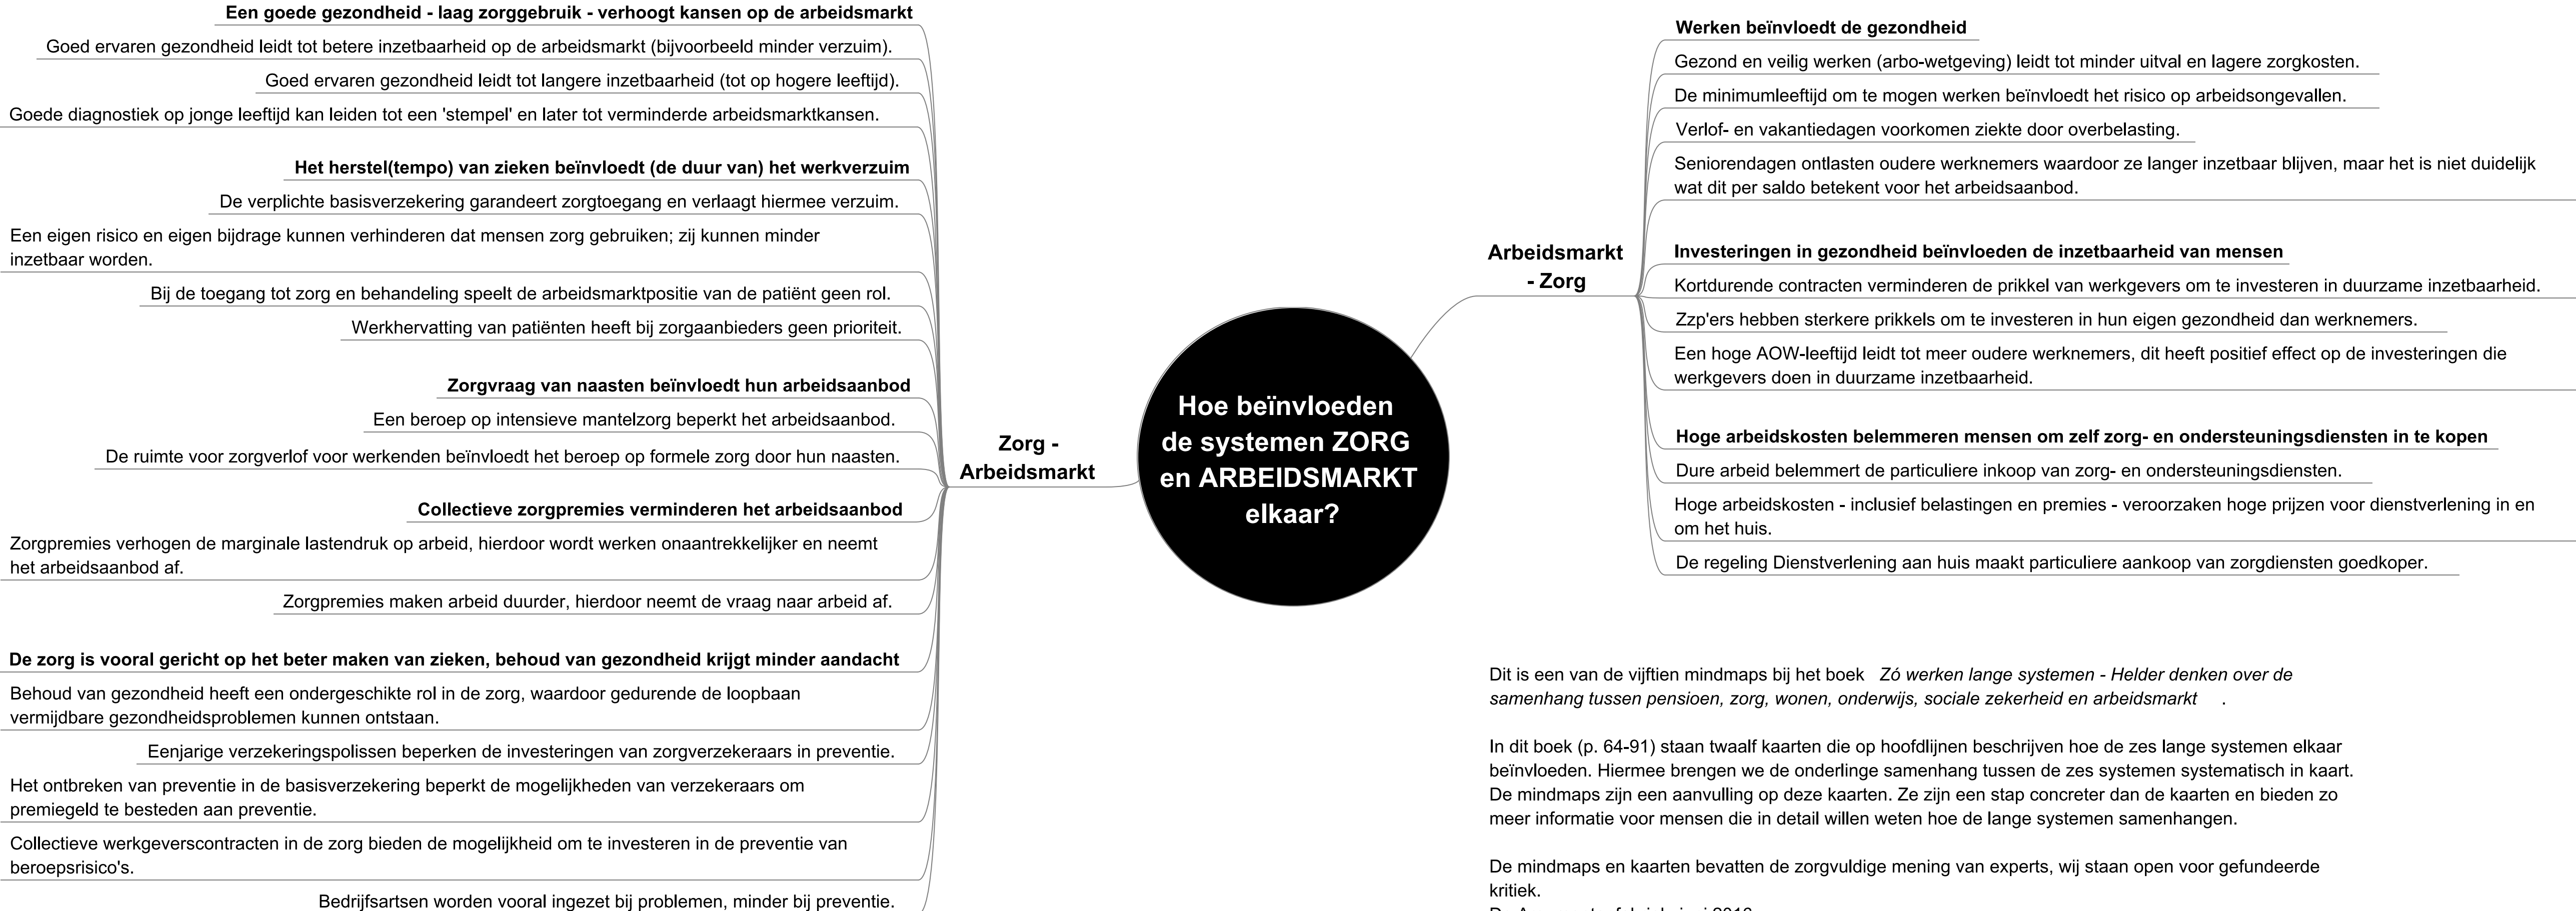 Een goede gezondheid - laag zorggebruik - verhoogt kansen op de arbeidsmarkt
Goed ervaren gezondheid leidt tot betere inzetbaarheid op de arbeidsmarkt (bijvoorbeeld minder verzuim).
Goed ervaren gezondheid leidt tot langere inzetbaarheid (tot op hogere leeftijd).
Goede diagnostiek op jonge leeftijd kan leiden tot een 'stempel' en later tot verminderde arbeidsmarktkansen.
Het herstel(tempo) van zieken beïnvloedt (de duur van) het werkverzuim
De verplichte basisverzekering garandeert zorgtoegang en verlaagt hiermee verzuim.
Een eigen risico en eigen bijdrage kunnen verhinderen dat mensen zorg gebruiken; zij kunnen minder
inzetbaar worden.
Bij de toegang tot zorg en behandeling speelt de arbeidsmarktpositie van de patiënt geen rol.
Werkhervatting van patiënten heeft bij zorgaanbieders geen prioriteit.
Zorgvraag van naasten beïnvloedt hun arbeidsaanbod
Een beroep op intensieve mantelzorg beperkt het arbeidsaanbod.
De ruimte voor zorgverlof voor werkenden beïnvloedt het beroep op formele zorg door hun naasten.
Collectieve zorgpremies verminderen het arbeidsaanbod
Zorgpremies verhogen de marginale lastendruk op arbeid, hierdoor wordt werken onaantrekkelijker en neemt
het arbeidsaanbod af.
Zorgpremies maken arbeid duurder, hierdoor neemt de vraag naar arbeid af.
De zorg is vooral gericht op het beter maken van zieken, behoud van gezondheid krijgt minder aandacht
Behoud van gezondheid heeft een ondergeschikte rol in de zorg, waardoor gedurende de loopbaan
vermijdbare gezondheidsproblemen kunnen ontstaan.
Eenjarige verzekeringspolissen beperken de investeringen van zorgverzekeraars in preventie.
Het ontbreken van preventie in de basisverzekering beperkt de mogelijkheden van verzekeraars om
premiegeld te besteden aan preventie.
Collectieve werkgeverscontracten in de zorg bieden de mogelijkheid om te investeren in de preventie van
beroepsrisico's.
Bedrijfsartsen worden vooral ingezet bij problemen, minder bij preventie.
Zorg -
Arbeidsmarkt
Hoe beïnvloeden
de systemen ZORG
en ARBEIDSMARKT
elkaar?
Arbeidsmarkt
- Zorg
Werken beïnvloedt de gezondheid
Gezond en veilig werken (arbo-wetgeving) leidt tot minder uitval en lagere zorgkosten.
De minimumleeftijd om te mogen werken beïnvloedt het risico op arbeidsongevallen.
Verlof- en vakantiedagen voorkomen ziekte door overbelasting.
Seniorendagen ontlasten oudere werknemers waardoor ze langer inzetbaar blijven, maar het is niet duidelijk
wat dit per saldo betekent voor het arbeidsaanbod.
Investeringen in gezondheid beïnvloeden de inzetbaarheid van mensen
Kortdurende contracten verminderen de prikkel van werkgevers om te investeren in duurzame inzetbaarheid.
Zzp'ers hebben sterkere prikkels om te investeren in hun eigen gezondheid dan werknemers.
Een hoge AOW-leeftijd leidt tot meer oudere werknemers, dit heeft positief effect op de investeringen die
werkgevers doen in duurzame inzetbaarheid.
Hoge arbeidskosten belemmeren mensen om zelf zorg- en ondersteuningsdiensten in te kopen
Dure arbeid belemmert de particuliere inkoop van zorg- en ondersteuningsdiensten.
Hoge arbeidskosten - inclusief belastingen en premies - veroorzaken hoge prijzen voor dienstverlening in en
om het huis.
De regeling Dienstverlening aan huis maakt particuliere aankoop van zorgdiensten goedkoper.
Dit is een van de vijftien mindmaps bij het boek Zó werken lange systemen - Helder denken over de
samenhang tussen pensioen, zorg, wonen, onderwijs, sociale zekerheid en arbeidsmarkt .
In dit boek (p. 64-91) staan twaalf kaarten die op hoofdlijnen beschrijven hoe de zes lange systemen elkaar
beïnvloeden. Hiermee brengen we de onderlinge samenhang tussen de zes systemen systematisch in kaart.
De mindmaps zijn een aanvulling op deze kaarten. Ze zijn een stap concreter dan de kaarten en bieden zo
meer informatie voor mensen die in detail willen weten hoe de lange systemen samenhangen.
De mindmaps en kaarten bevatten de zorgvuldige mening van experts, wij staan open voor gefundeerde
kritiek.